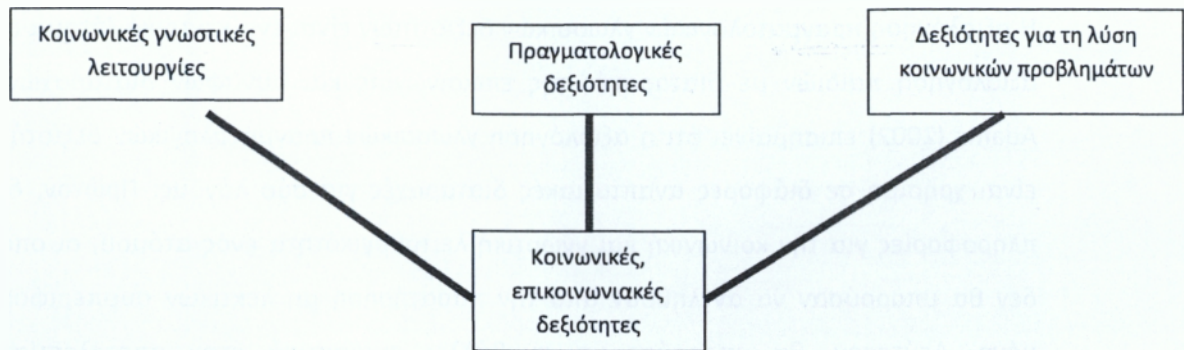 Κοινωνικές γνωστικές
λειτουργίες
Πραγματολογικές
δεξιότητες
Δεξιότητες για τη λύση
κοινωνικών προβλημάτων
Κοινωνικές,
επικοινωνιακές
δεξιότητες